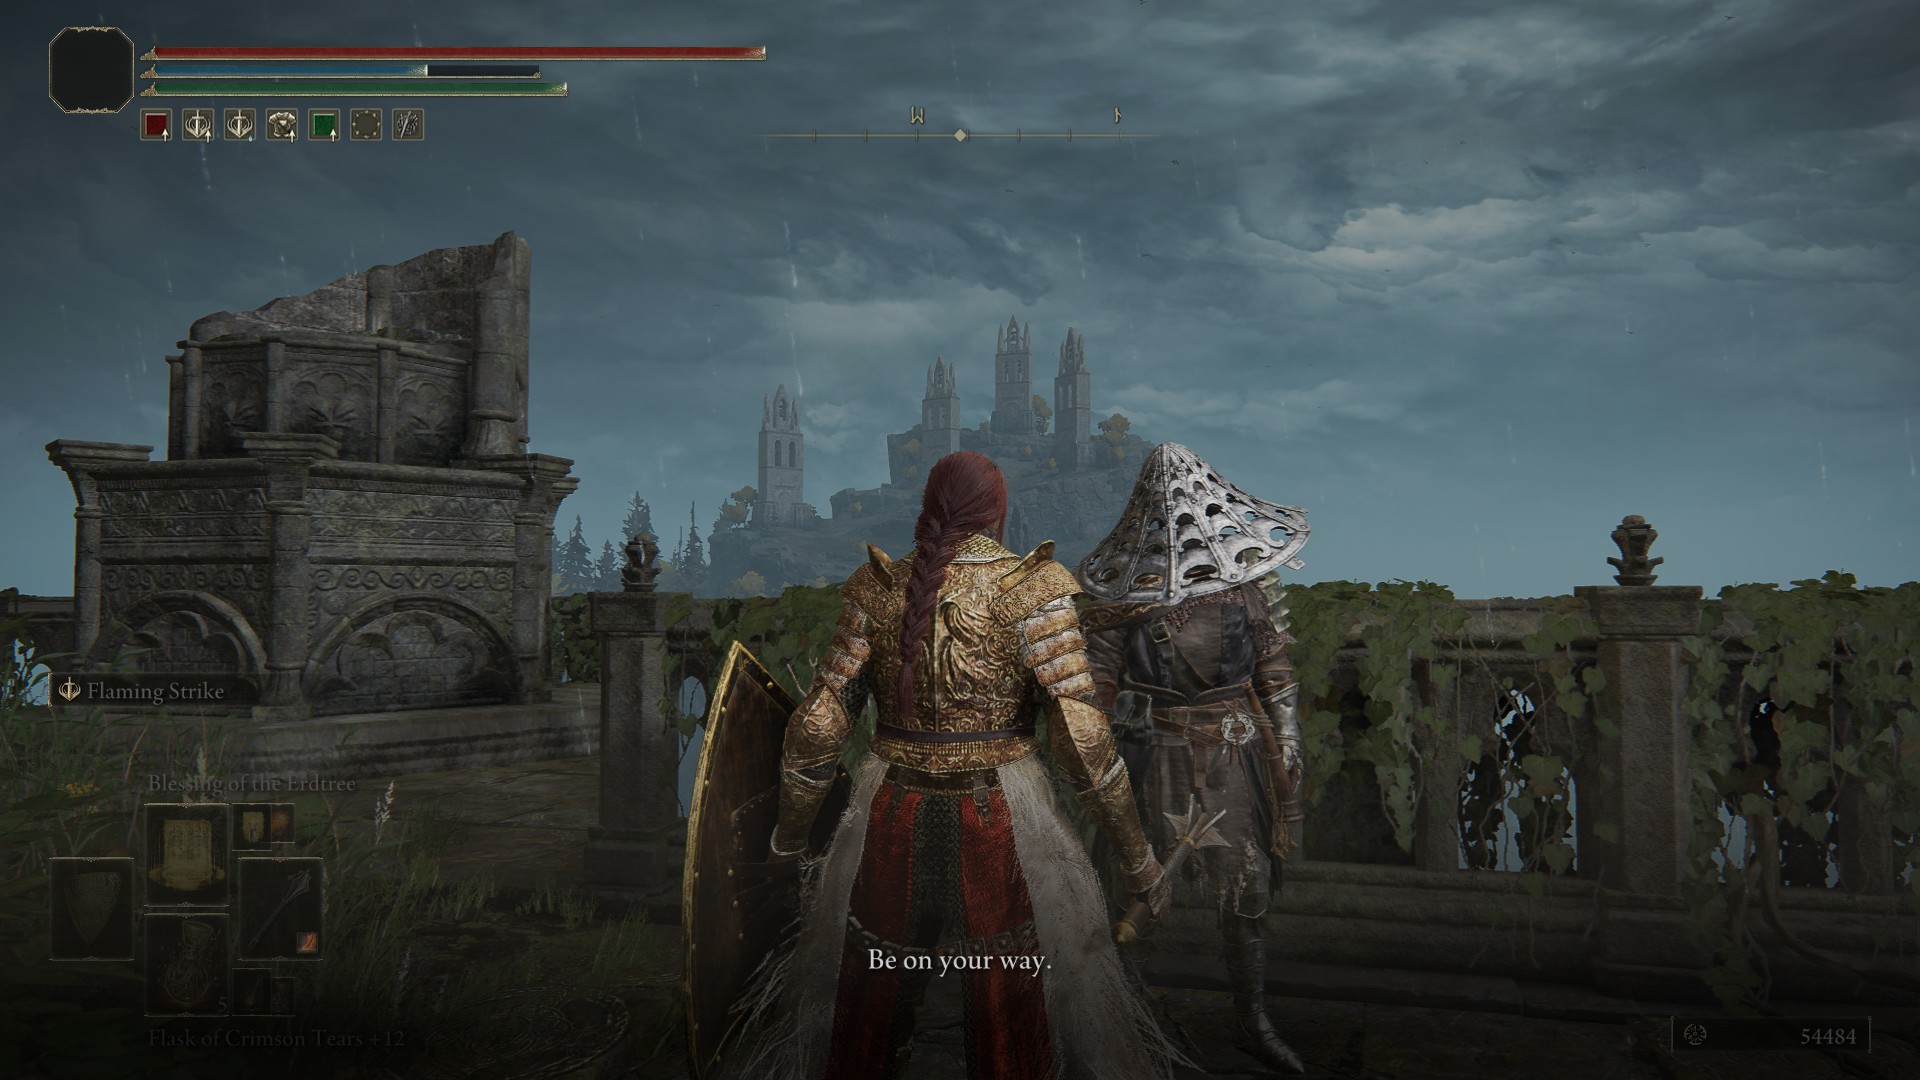 W
Flaming Strike
Blessing of the Erdtree
Be on your way.
5
Flask of Crimson Tears +12
54484